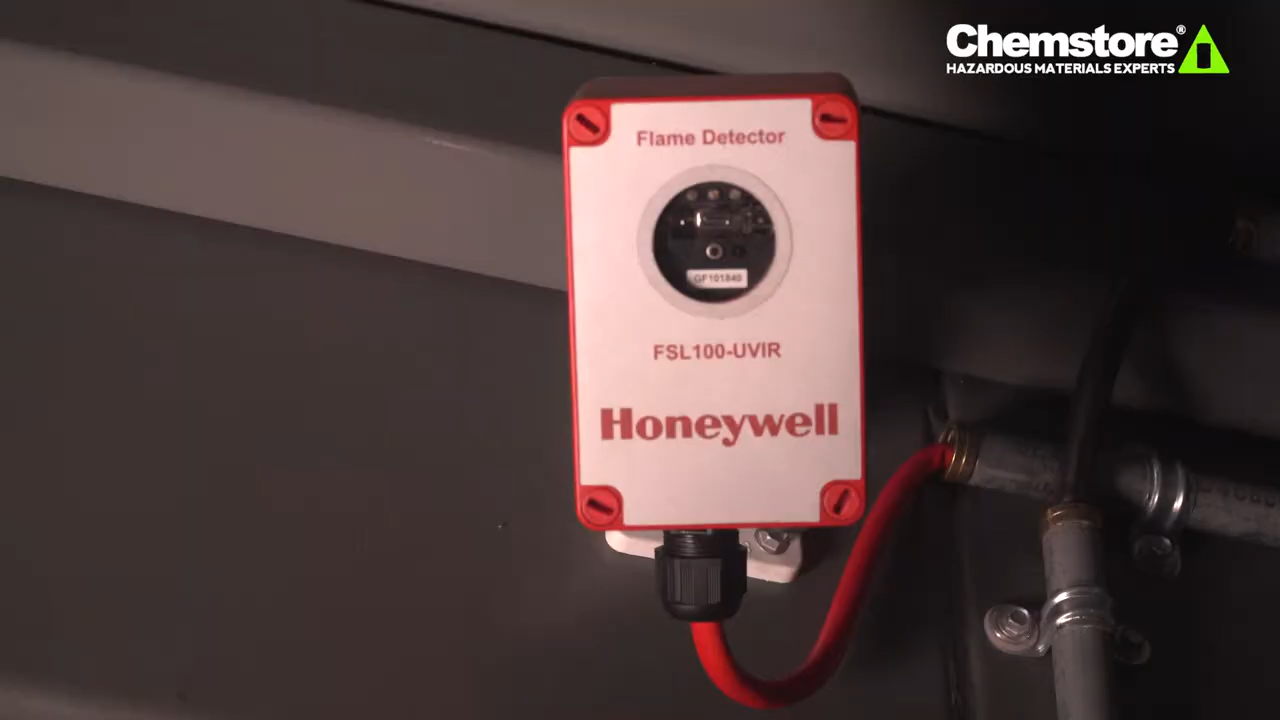 Chemstore®
HAZARDOUS MATERIALS EXPERTS
Flame Detector
GF101840
FSL100-UVIR
Honeywell